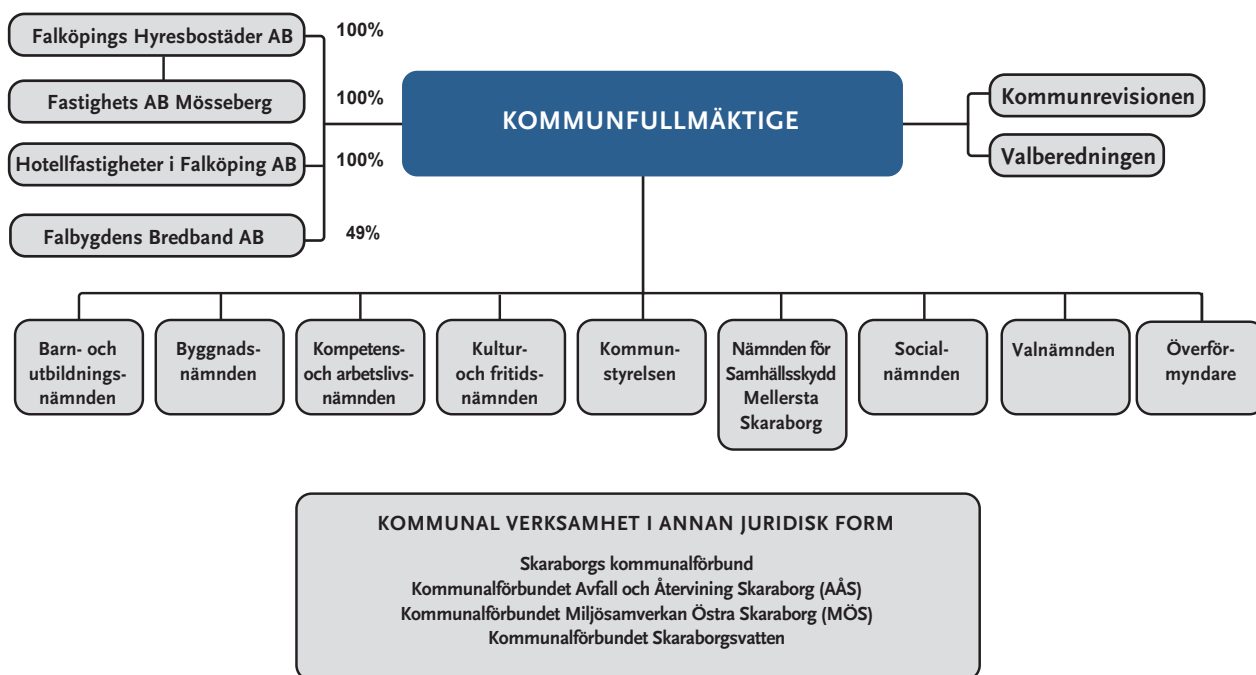 Falköpings Hyresbostäder AB
100%
Fastighets AB Mösseberg
100%
Hotellfastigheter i Falköping AB
100%
Falbygdens Bredband AB
49%
KOMMUNFULLMÄKTIGE
Kommunrevisionen
Valberedningen
Barn- och
utbildnings-
nämnden
Byggnads-
nämnden
Kompetens-
och arbetslivs-
nämnden
Kultur-
och fritids-
nämnden
Kommun-
styrelsen
Nämnden för
Samhällsskydd
Mellersta
Skaraborg
Social-
nämnden
Valnämnden
Överför-
myndare
KOMMUNAL VERKSAMHET I ANNAN JURIDISK FORM
Skaraborgs kommunalförbund
Kommunalförbundet Avfall och Återvining Skaraborg (AÅS)
Kommunalförbundet Miljösamverkan Östra Skaraborg (MÖS)
Kommunalförbundet Skaraborgsvatten